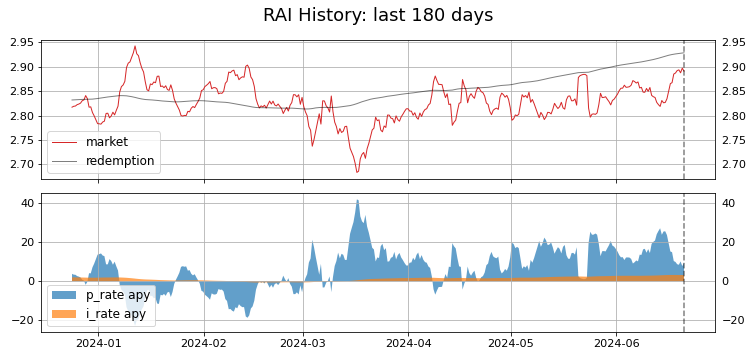 RAI History: last 180 days
2.95 2.95
2.90 2.90
2.85 2.85
2.80 2.80
2.75 2.75
2.70 2.70
market
redemption
40 40
20 20
0 0
−20 −20
p_rate apy
i_rate apy
2024-01 2024-02 2024-03 2024-04 2024-05 2024-06